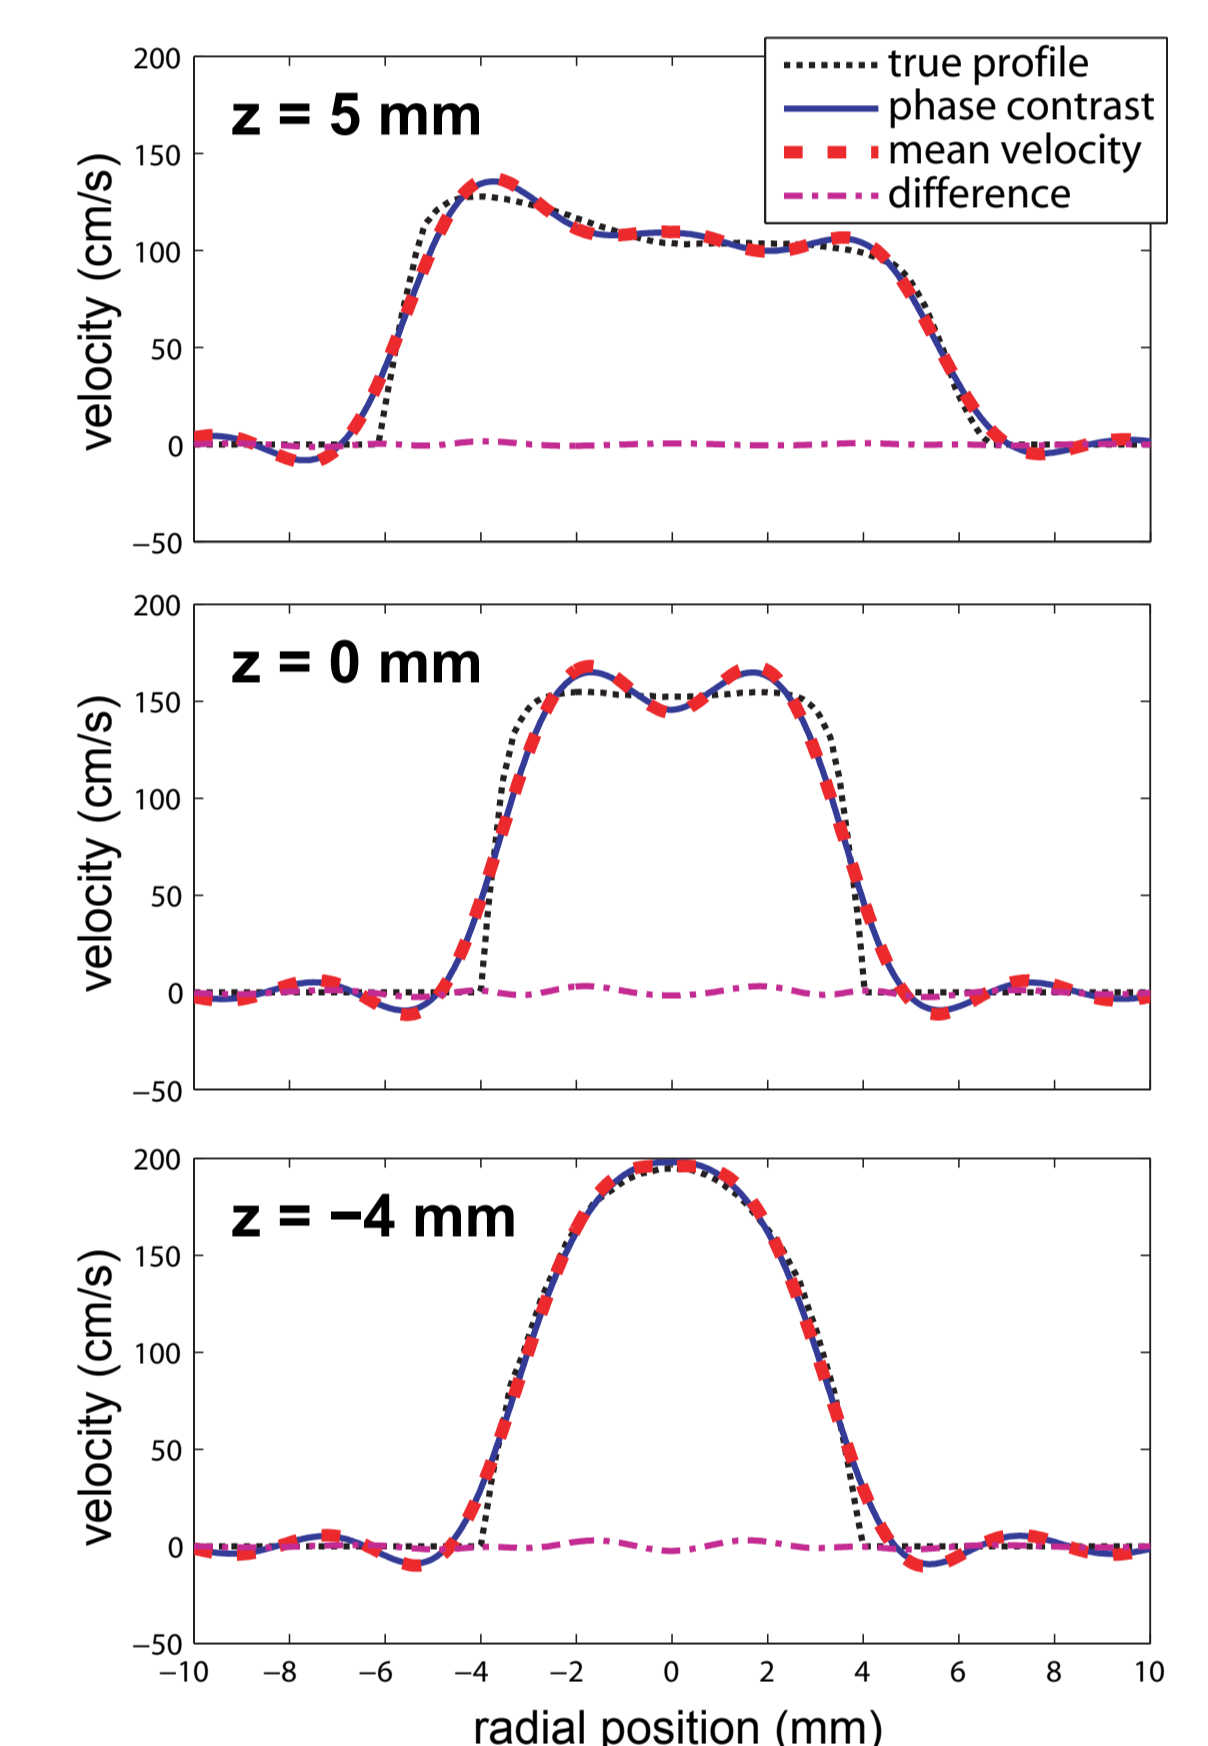 true profile
phase contrast
mean velocity
difference
z = 5 mm
velocity (cm/s)
200
150
100
50
0
−50
z = 0 mm
velocity (cm/s)
200
150
100
50
0
−50
z = −4 mm
velocity (cm/s)
200
150
100
50
0
−50
−10 −8 −6 −4 −2 0 2 4 6 8 10
radial position (mm)